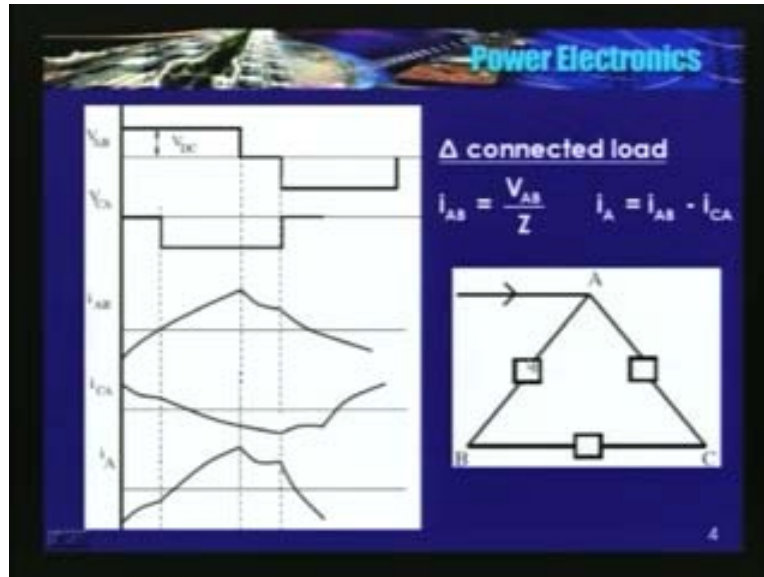 Power Electronics
V_AB
V_DC
V_CA
i_AB
i_CA
i_A
Δ connected load
i_AB = V_AB / Z    i_A = i_AB - i_CA
A
B
C
4